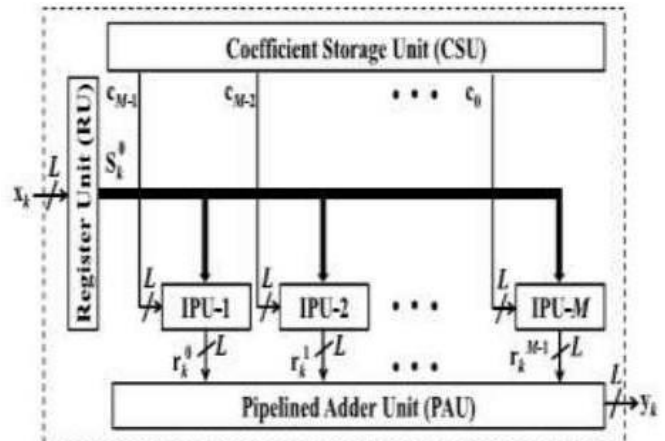 Coefficient Storage Unit (CSU)
c_{M-1} c_{M-2} • • • c_0
Register Unit (RU)
S_k^0
x_k L
L L L
IPU-1 IPU-2 • • • IPU-M
r_k^0 L r_k^1 L • • • r_k^{M-1} L
Pipelined Adder Unit (PAU) L y_k